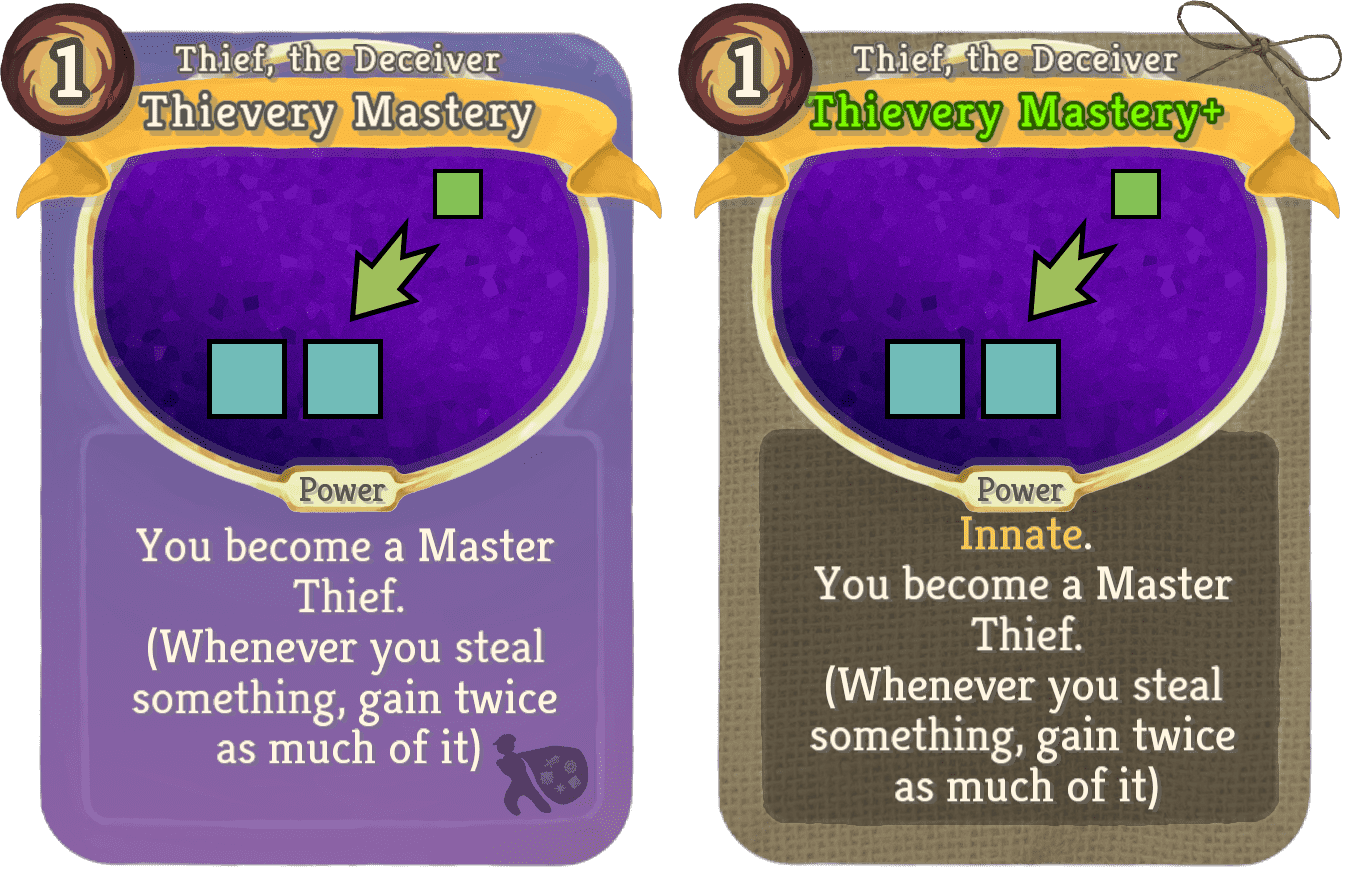 1
Thief, the Deceiver
Thievery Mastery
Power
You become a Master
Thief.
(Whenever you steal
something, gain twice
as much of it)
1
Thief, the Deceiver
Thievery Mastery+
Power
Innate.
You become a Master
Thief.
(Whenever you steal
something, gain twice
as much of it)